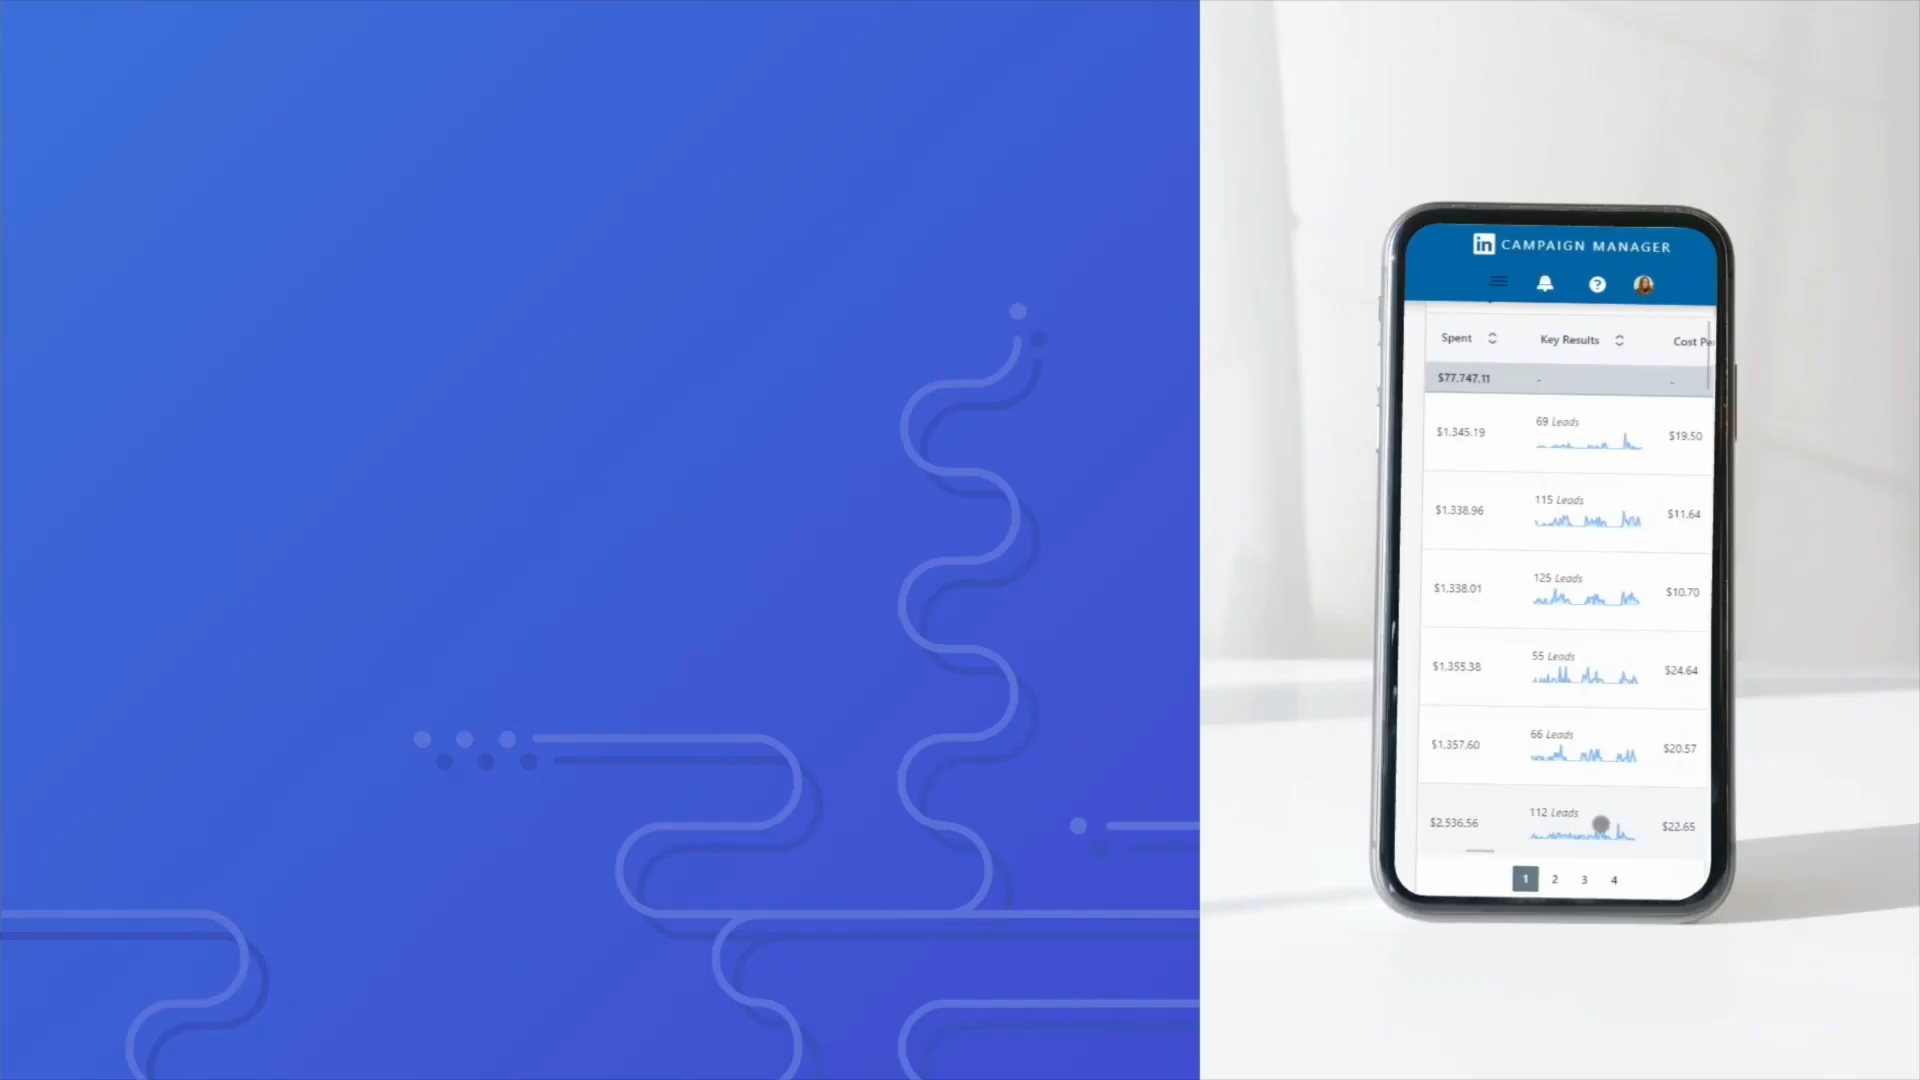 in CAMPAIGN MANAGER
?
Spent Key Results
$77,747.11 - -
69 Leads
$1,345.19 $19.50
115 Leads
$1,338.96 $11.64
125 Leads
$1,338.01 $10.70
55 Leads
$1,355.38 $24.64
66 Leads
$1,357.60 $20.57
112 Leads
$2,536.56 $22.65
1 2 3 4